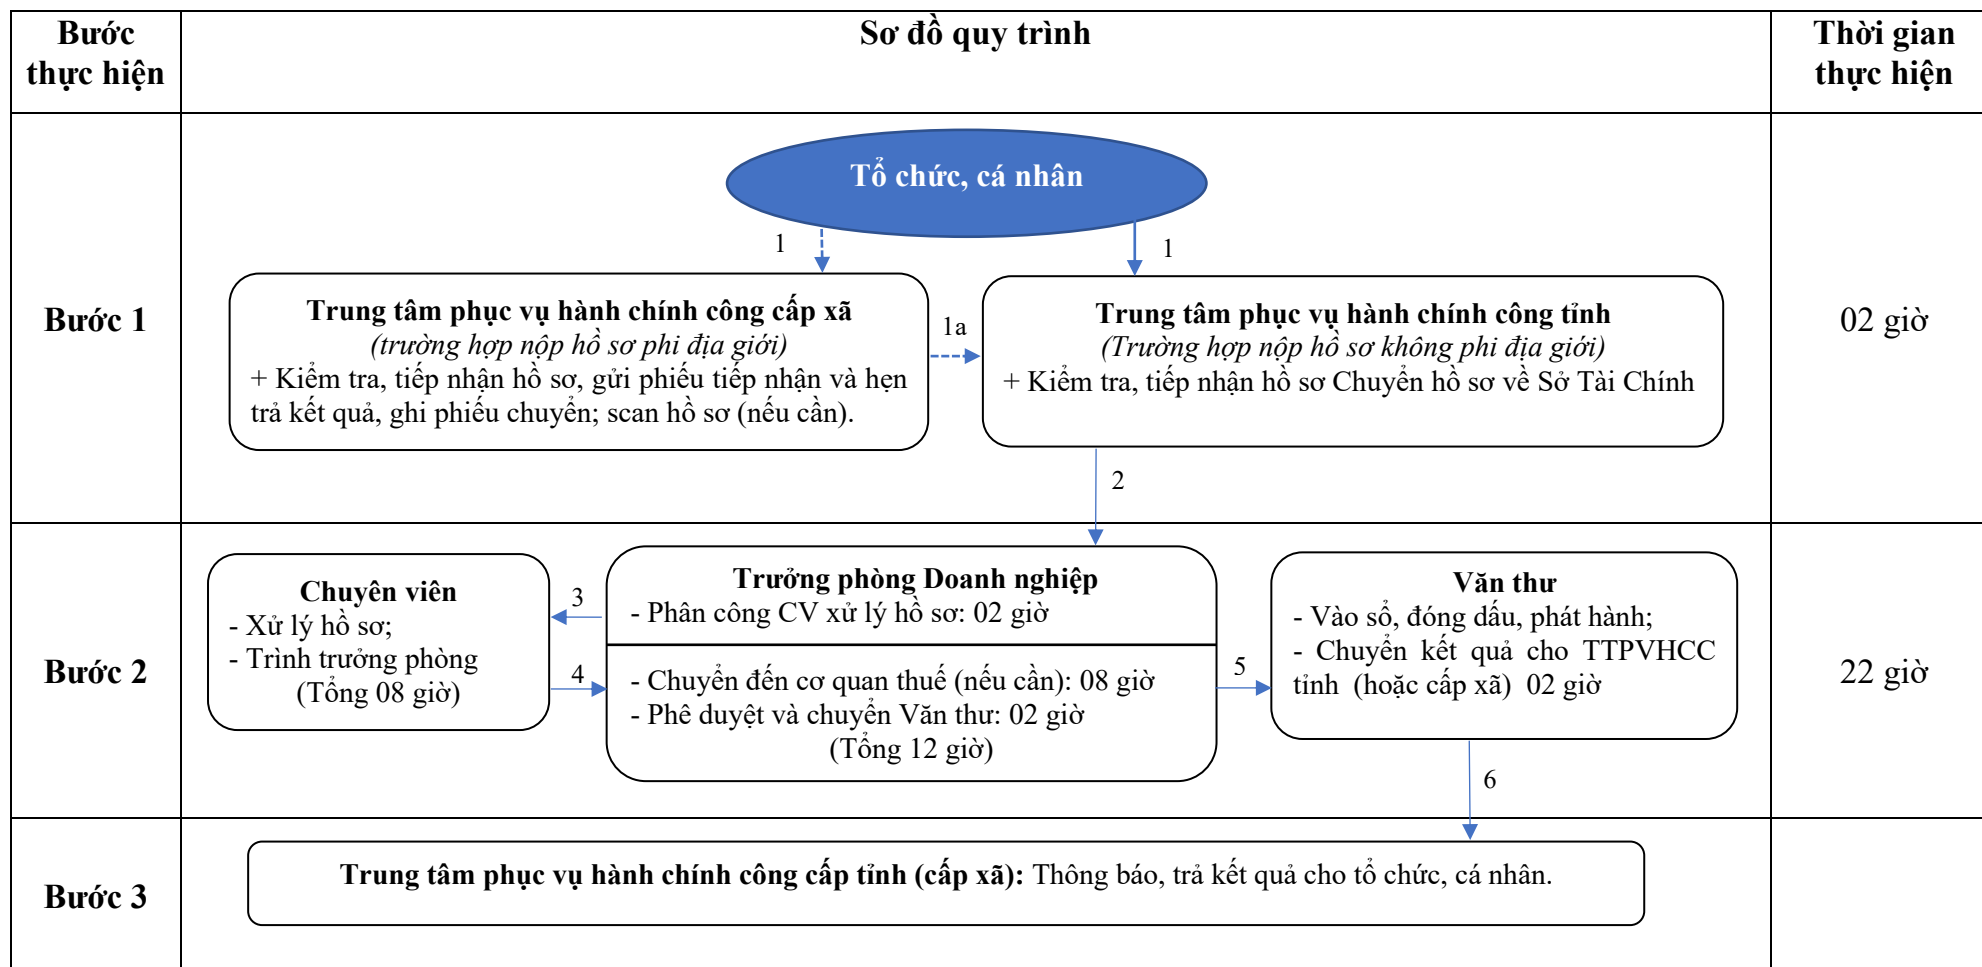 Bước
thực hiện
Sơ đồ quy trình
Thời gian
thực hiện
Bước 1
Tổ chức, cá nhân
1
1
Trung tâm phục vụ hành chính công cấp xã
(trường hợp nộp hồ sơ phi địa giới)
+ Kiểm tra, tiếp nhận hồ sơ, gửi phiếu tiếp nhận và hẹn
trả kết quả, ghi phiếu chuyển; scan hồ sơ (nếu cần).
1a
Trung tâm phục vụ hành chính công tỉnh
(Trường hợp nộp hồ sơ không phi địa giới)
+ Kiểm tra, tiếp nhận hồ sơ Chuyển hồ sơ về Sở Tài Chính
02 giờ
2
Bước 2
Chuyên viên
- Xử lý hồ sơ;
- Trình trưởng phòng
(Tổng 08 giờ)
3
4
Trưởng phòng Doanh nghiệp
- Phân công CV xử lý hồ sơ: 02 giờ
- Chuyển đến cơ quan thuế (nếu cần): 08 giờ
- Phê duyệt và chuyển Văn thư: 02 giờ
(Tổng 12 giờ)
5
Văn thư
- Vào sổ, đóng dấu, phát hành;
- Chuyển kết quả cho TTPVHCC
tỉnh (hoặc cấp xã) 02 giờ
22 giờ
6
Bước 3
Trung tâm phục vụ hành chính công cấp tỉnh (cấp xã): Thông báo, trả kết quả cho tổ chức, cá nhân.